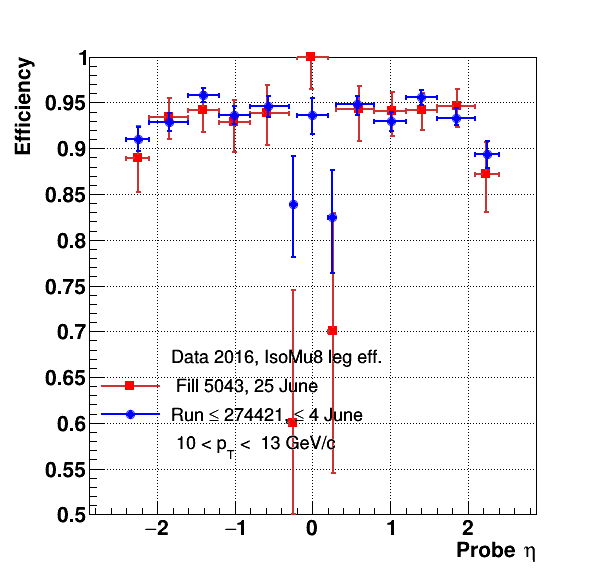 Efficiency
1
0.95
0.9
0.85
0.8
0.75
0.7
0.65
0.6
0.55
0.5
Data 2016, IsoMu8 leg eff.
Fill 5043, 25 June
Run ≤ 274421, ≤ 4 June
10 < p_T < 13 GeV/c
−2 −1 0 1 2
Probe η